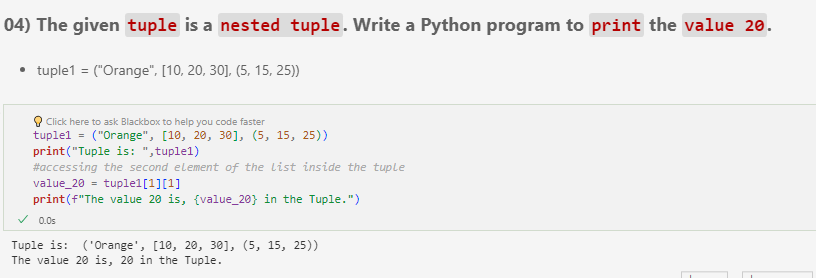 04) The given tuple is a nested tuple. Write a Python program to print the value 20.
• tuple1 = ("Orange", [10, 20, 30], (5, 15, 25))
Click here to ask Blackbox to help you code faster
tuple1 = ("Orange", [10, 20, 30], (5, 15, 25))
print("Tuple is: ",tuple1)
#accessing the second element of the list inside the tuple
value_20 = tuple1[1][1]
print(f"The value 20 is, {value_20} in the Tuple.")
0.0s
Tuple is:  ('Orange', [10, 20, 30], (5, 15, 25))
The value 20 is, 20 in the Tuple.